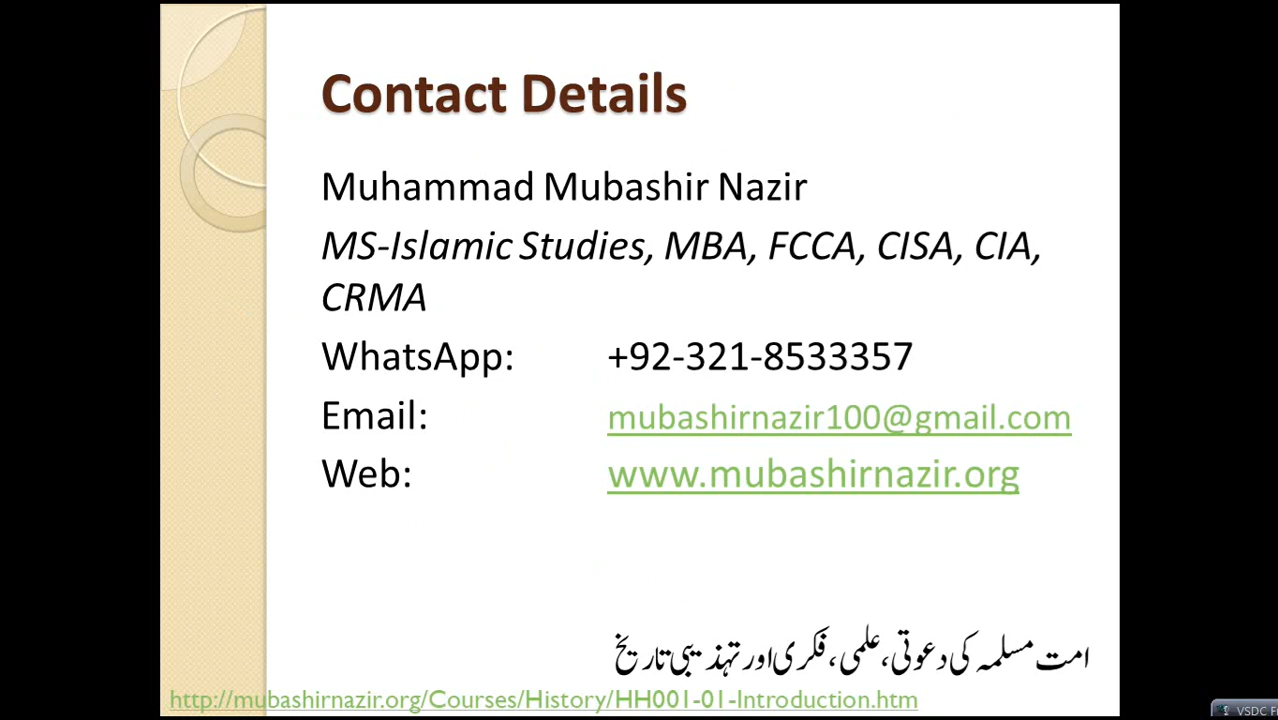 Contact Details
Muhammad Mubashir Nazir
MS-Islamic Studies, MBA, FCCA, CISA, CIA,
CRMA
WhatsApp: +92-321-8533357
Email: mubashirnazir100@gmail.com
Web: www.mubashirnazir.org
امت مسلمہ کی دعوتی، علمی، فکری اور تہذیبی تاریخ
http://mubashirnazir.org/Courses/History/HH001-01-Introduction.htm
VSDC F